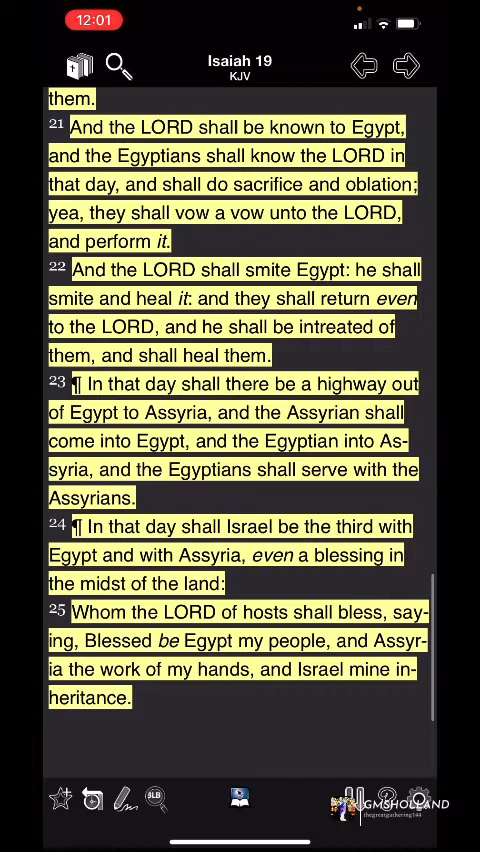 12:01
Isaiah 19
KJV
them.
21 And the LORD shall be known to Egypt,
and the Egyptians shall know the LORD in
that day, and shall do sacrifice and oblation;
yea, they shall vow a vow unto the LORD,
and perform it.
22 And the LORD shall smite Egypt: he shall
smite and heal it: and they shall return even
to the LORD, and he shall be intreated of
them, and shall heal them.
23 ¶ In that day shall there be a highway out
of Egypt to Assyria, and the Assyrian shall
come into Egypt, and the Egyptian into As-
syria, and the Egyptians shall serve with the
Assyrians.
24 ¶ In that day shall Israel be the third with
Egypt and with Assyria, even a blessing in
the midst of the land:
25 Whom the LORD of hosts shall bless, say-
ing, Blessed be Egypt my people, and Assyr-
ia the work of my hands, and Israel mine in-
heritance.
SLB
GMSHOLLAND
thegreatgathering144